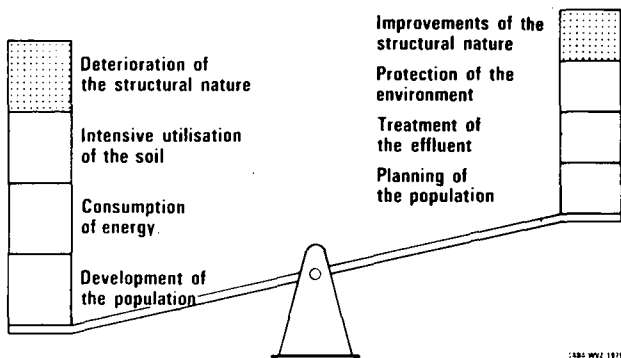 Deterioration of
the structural nature
Intensive utilisation
of the soil
Consumption
of energy.
Development of
the population
Improvements of the
structural nature
Protection of the
environment
Treatment of
the effluent
Planning of
the population